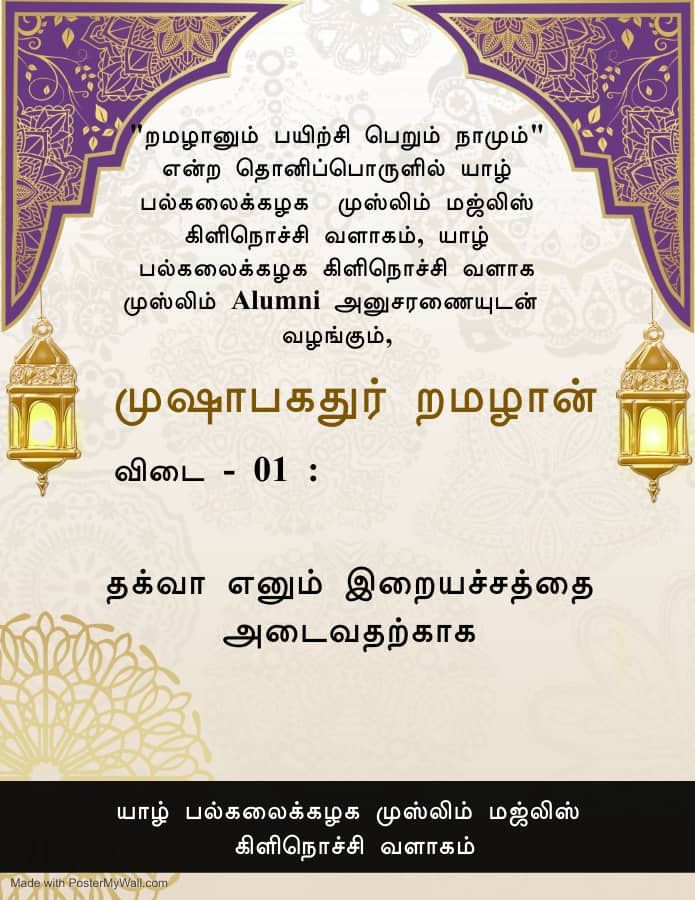 "றமழானும் பயிற்சி பெறும் நாமும்"
என்ற தொனிப்பொருளில் யாழ்
பல்கலைக்கழக முஸ்லிம் மஜ்லிஸ்
கிளிநொச்சி வளாகம், யாழ்
பல்கலைக்கழக கிளிநொச்சி வளாக
முஸ்லிம் Alumni அனுசரணையுடன்
வழங்கும்,
முஷாபகதுர் றமழான்
விடை - 01 :
தக்வா எனும் இறையச்சத்தை
அடைவதற்காக
யாழ் பல்கலைக்கழக முஸ்லிம் மஜ்லிஸ்
கிளிநொச்சி வளாகம்
Made with PosterMyWall.com